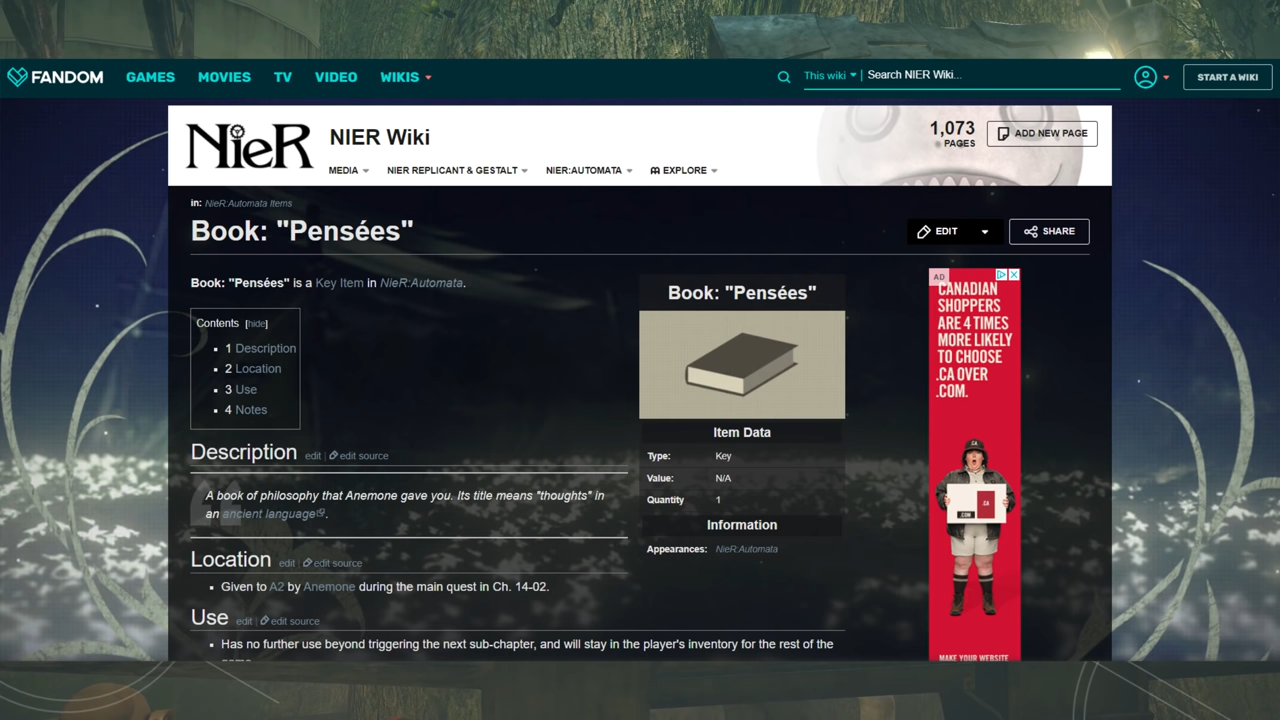 FANDOM GAMES MOVIES TV VIDEO WIKIS This wiki Search NIER Wiki... START A WIKI
NieR NIER Wiki 1,073 PAGES ADD NEW PAGE
MEDIA NIER REPLICANT & GESTALT NIER:AUTOMATA EXPLORE
in: NieR:Automata Items
Book: "Pensées" EDIT SHARE
Book: "Pensées" is a Key Item in NieR:Automata.
Contents [hide]
1 Description
2 Location
3 Use
4 Notes
Description edit | edit source
A book of philosophy that Anemone gave you. Its title means "thoughts" in
an ancient language.
Location edit | edit source
Given to A2 by Anemone during the main quest in Ch. 14-02.
Use edit | edit source
Has no further use beyond triggering the next sub-chapter, and will stay in the player's inventory for the rest of the
Book: "Pensées"
Item Data
Type: Key
Value: N/A
Quantity 1
Information
Appearances: NieR:Automata
AD
CANADIAN
SHOPPERS
ARE 4 TIMES
MORE LIKELY
TO CHOOSE
.CA OVER
.COM.
.CA
.COM .CA
MAKE YOUR WEBSITE